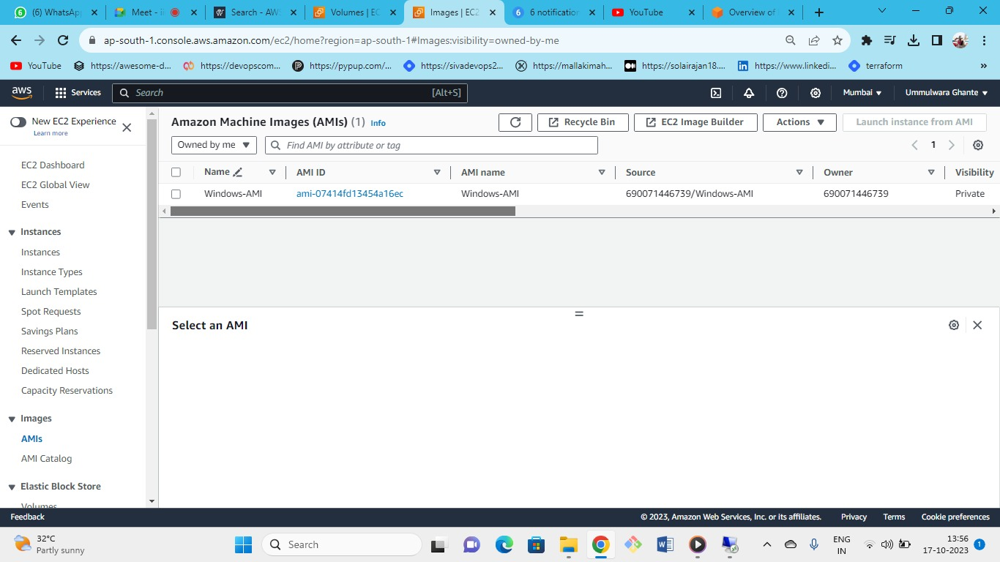 (6) WhatsApp
Meet - ii
Search - AWS
Volumes | EC
Images | EC2
6 notification
YouTube
Overview of
ap-south-1.console.aws.amazon.com/ec2/home?region=ap-south-1#Images:visibility=owned-by-me
YouTube
https://awesome-d...
https://devopscom...
https://pypup.com/...
https://sivadevops2...
https://mallakimah...
https://solairajan18....
https://www.linkedi...
terraform
»
aws
Services
Search
[Alt+S]
Mumbai
Ummulwara Ghante
New EC2 Experience
Learn more
EC2 Dashboard
EC2 Global View
Events
Instances
Instances
Instance Types
Launch Templates
Spot Requests
Savings Plans
Reserved Instances
Dedicated Hosts
Capacity Reservations
Images
AMIs
AMI Catalog
Elastic Block Store
Volumes
Amazon Machine Images (AMIs) (1) Info
Recycle Bin
EC2 Image Builder
Actions
Launch instance from AMI
Owned by me
Find AMI by attribute or tag
1
Name
AMI ID
AMI name
Source
Owner
Visibility
Windows-AMI
ami-07414fd13454a16ec
Windows-AMI
690071446739/Windows-AMI
690071446739
Private
Select an AMI
Feedback
© 2023, Amazon Web Services, Inc. or its affiliates.
Privacy
Terms
Cookie preferences
32°C
Partly sunny
Search
ENG
IN
13:56
17-10-2023
1